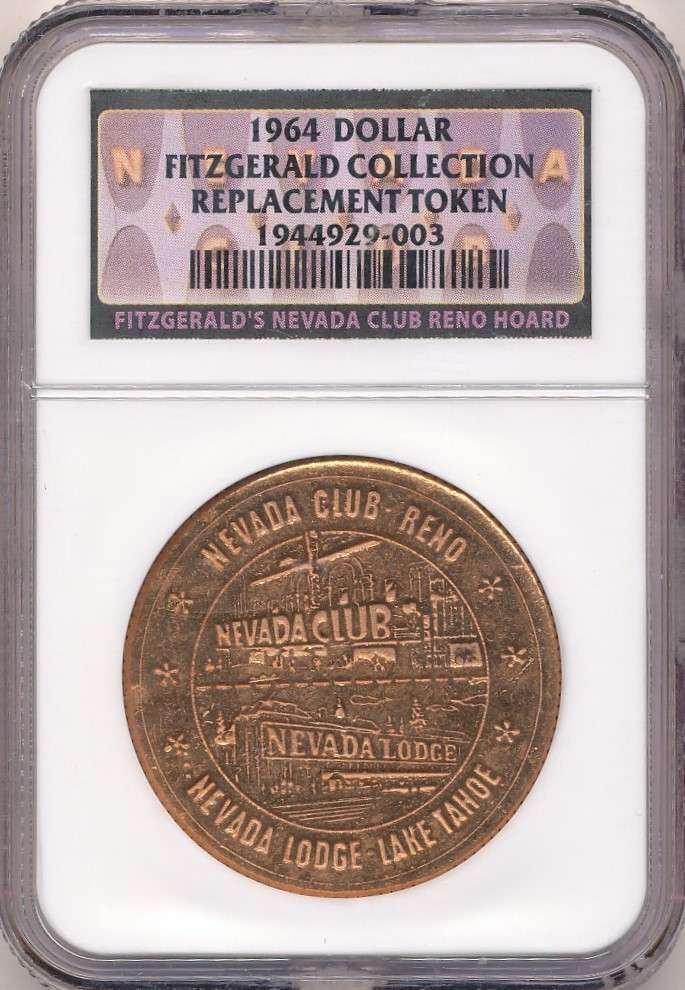 1964 DOLLAR
FITZGERALD COLLECTION
REPLACEMENT TOKEN
1944929-003
FITZGERALD'S NEVADA CLUB RENO HOARD
NEVADA CLUB - RENO
NEVADA CLUB
NEVADA LODGE
NEVADA LODGE - LAKE TAHOE